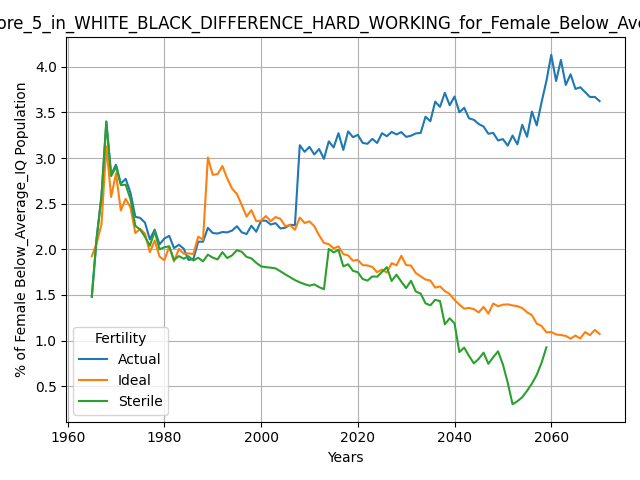 ore_5_in_WHITE_BLACK_DIFFERENCE_HARD_WORKING_for_Female_Below_Ave
% of Female Below_Average_IQ Population
4.0
3.5
3.0
2.5
2.0
1.5
1.0
0.5
Fertility
Actual
Ideal
Sterile
1960 1980 2000 2020 2040 2060
Years